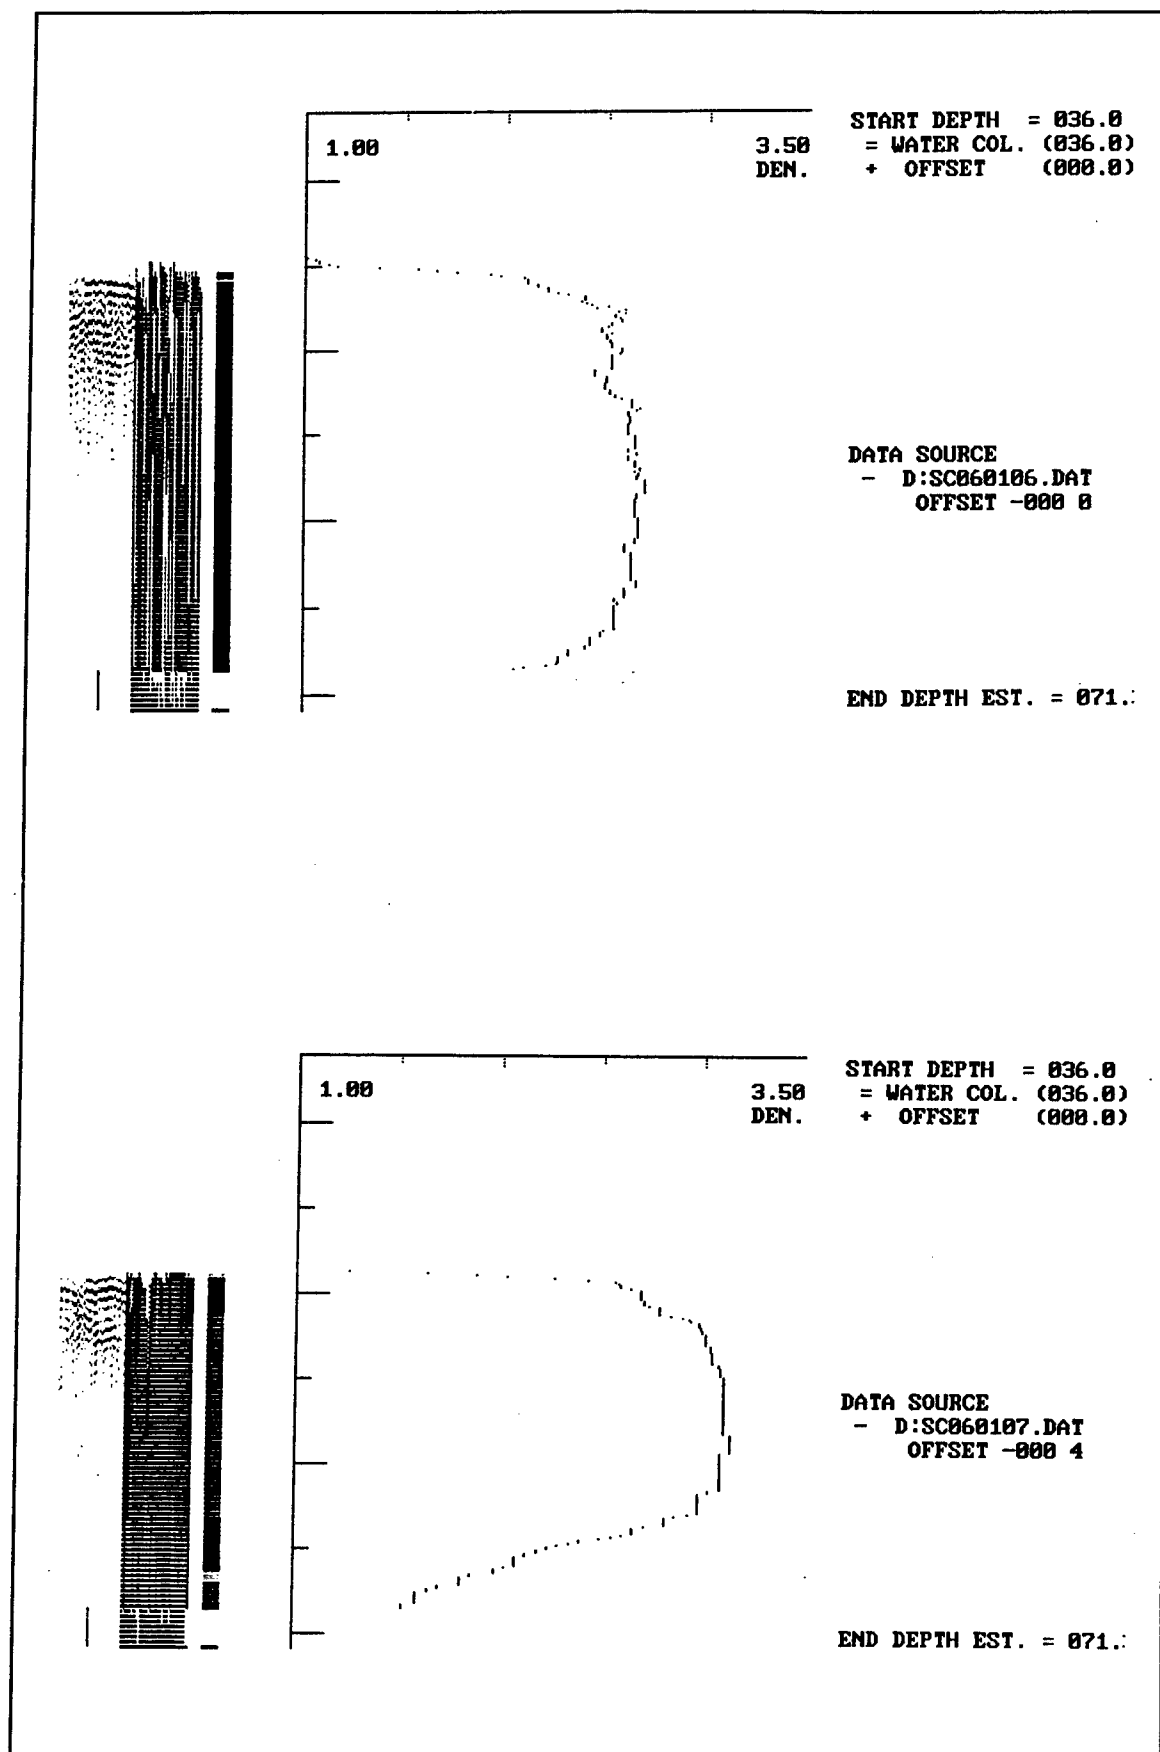 START DEPTH = 036.0
1.00
3.50
= WATER COL. (036.0)
DEN.
+ OFFSET (000.0)
DATA SOURCE
- D:SC060106.DAT
OFFSET -000 0
END DEPTH EST. = 071.
START DEPTH = 036.0
1.00
3.50
= WATER COL. (036.0)
DEN.
+ OFFSET (000.0)
DATA SOURCE
- D:SC060107.DAT
OFFSET -000 4
END DEPTH EST. = 071.